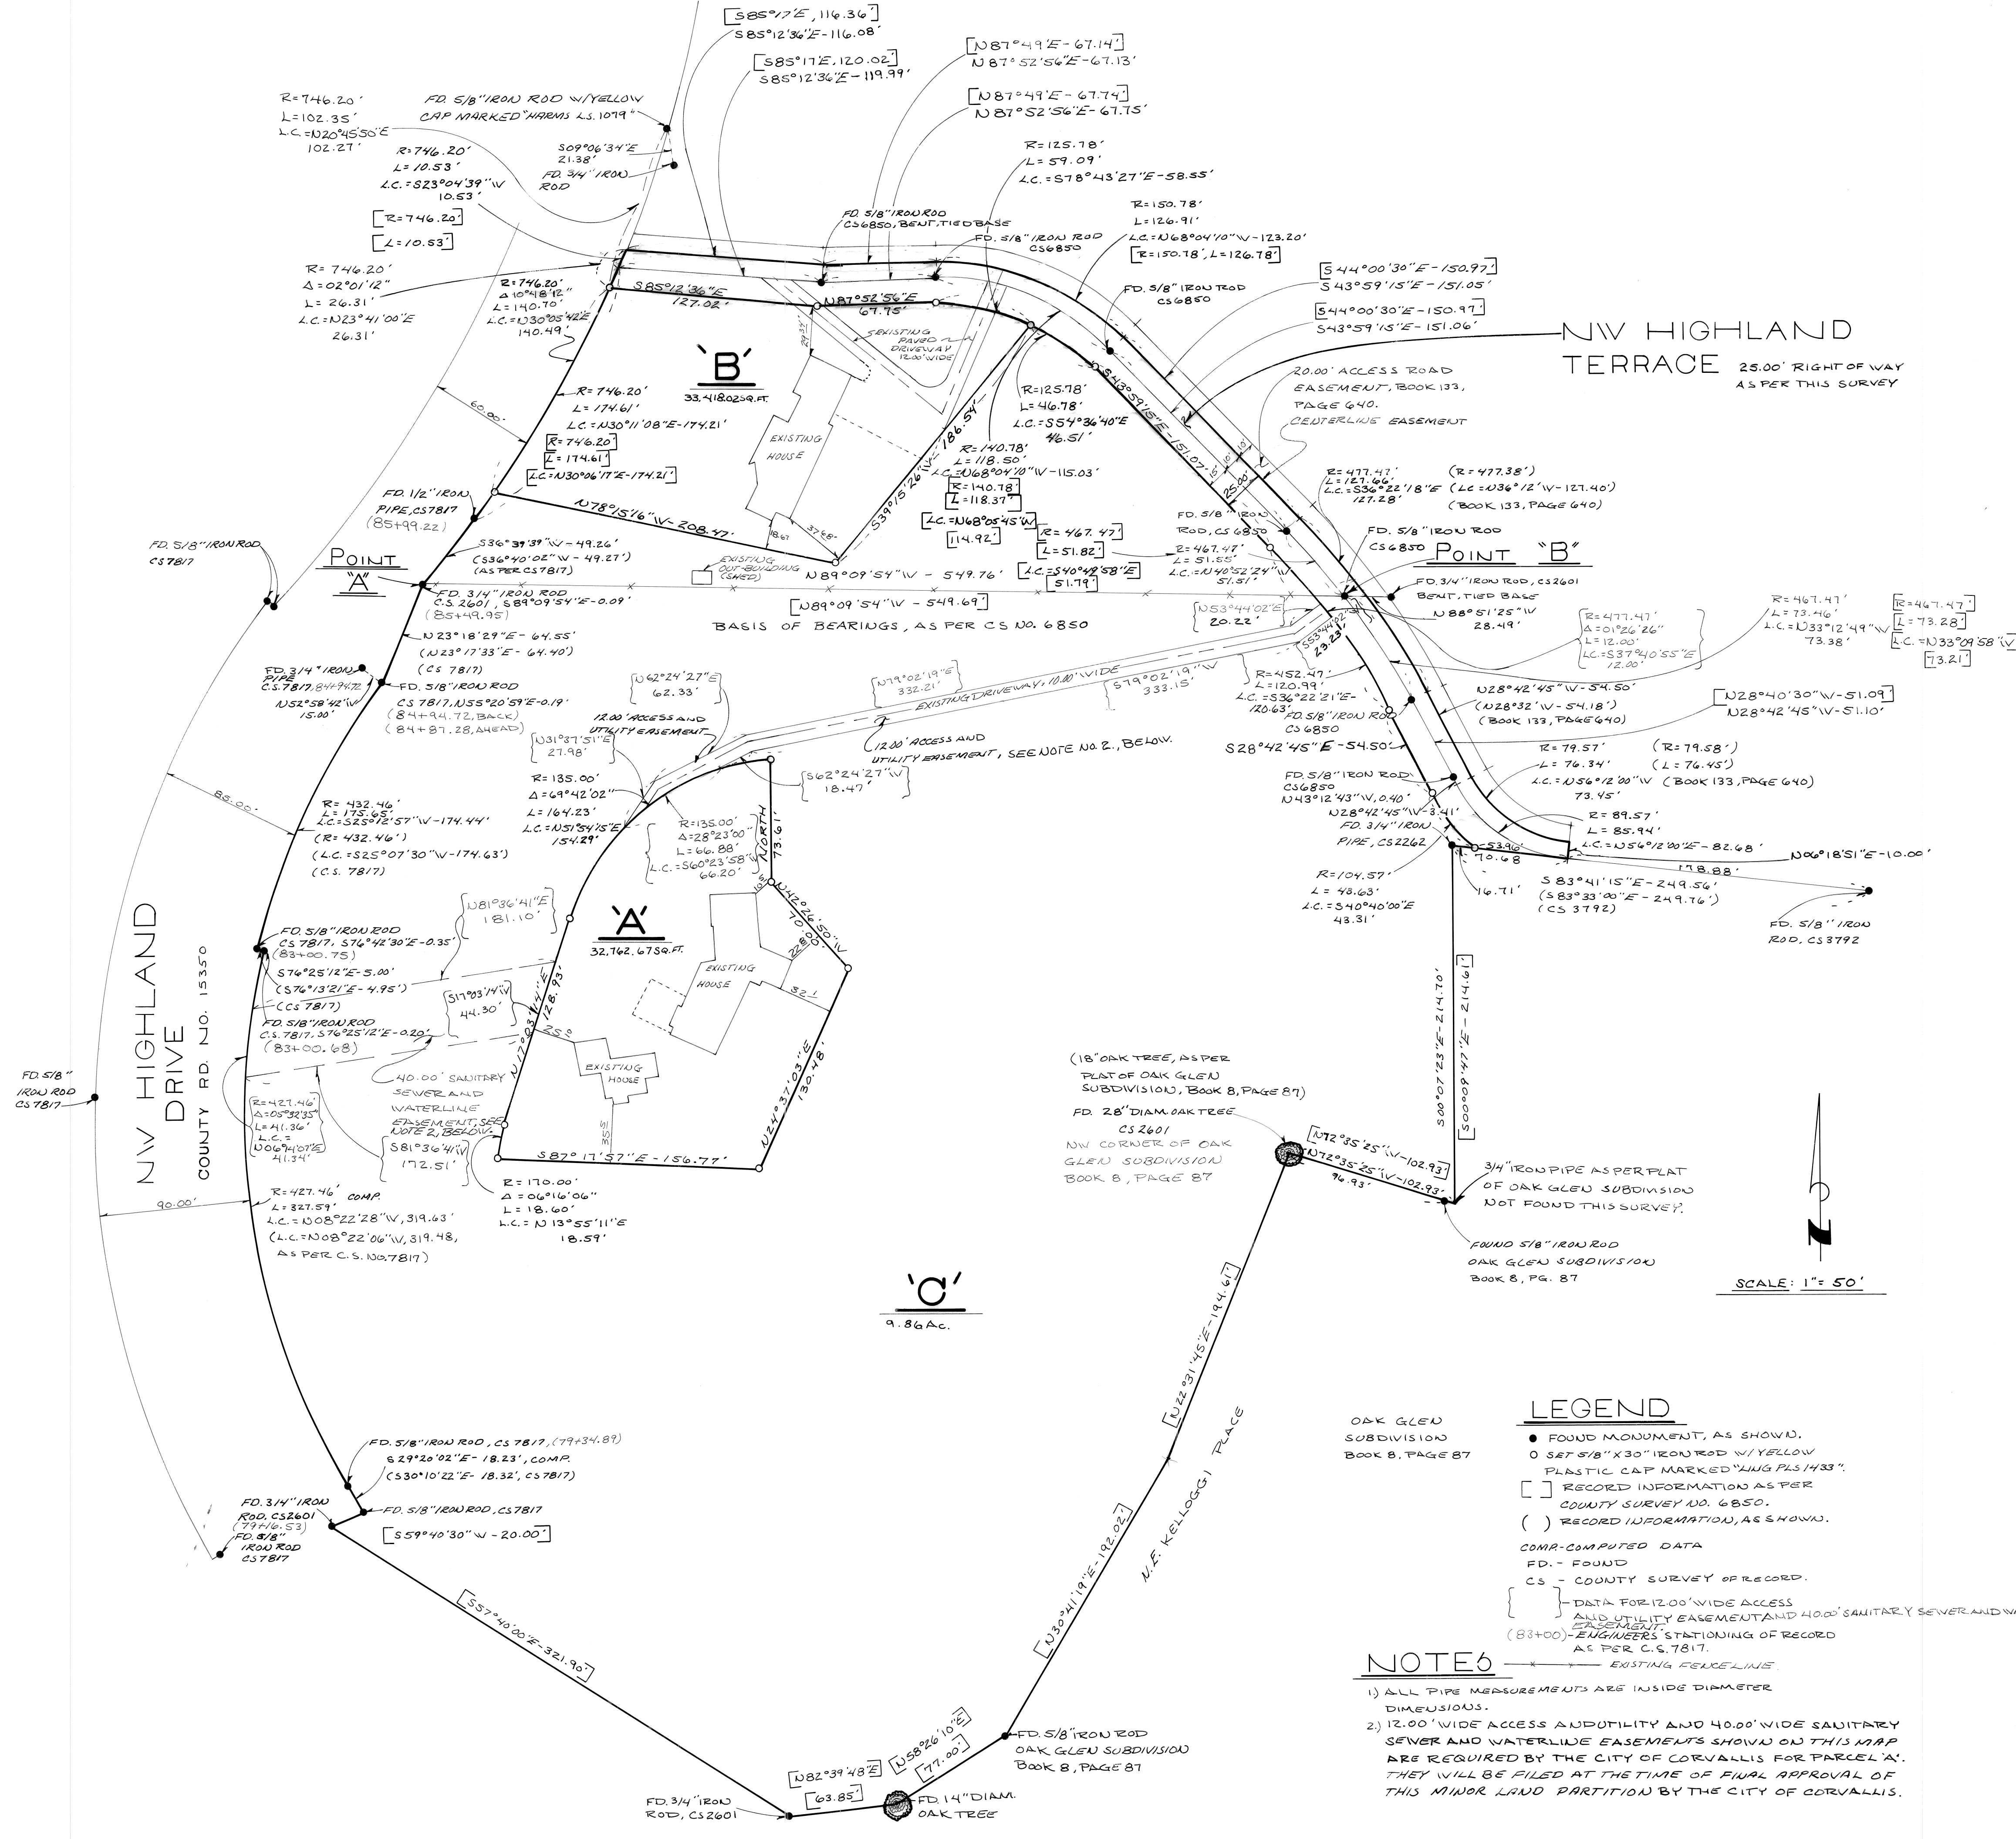 [S85°17'E, 116.36']
S85°12'36"E-116.08'
[S85°17'E, 120.02']
S85°12'36"E-119.99'
[N87°49'E-67.14']
N87°52'56"E-67.13'
[N87°49'E-67.74']
N87°52'56"E-67.75'
R=746.20'
L=102.35'
L.C.=N20°45'50"E
102.27'
FD. 5/8" IRON ROD W/YELLOW
CAP MARKED "HARMS L.S. 1079"
R=746.20'
L=10.53'
L.C.=S23°04'39"W
10.53'
[R=746.20']
[L=10.53']
S09°06'34"E
21.38'
FD. 3/4" IRON
ROD
R=125.78'
L=59.09'
L.C.=S78°43'27"E-58.55'
FD. 5/8" IRON ROD
CS6850, BENT, TIED BASE
FD. 5/8" IRON ROD
CS6850
R=150.78'
L=126.91'
L.C.=N68°04'10"W-123.20'
[R=150.78', L=126.78']
FD. 5/8" IRON ROD
CS6850
[S44°00'30"E-150.97']
S43°59'15"E-151.05'
[S44°00'30"E-150.97']
S43°59'15"E-151.06'
NW HIGHLAND
TERRACE 25.00' RIGHT OF WAY
AS PER THIS SURVEY
20.00' ACCESS ROAD
EASEMENT, BOOK 133,
PAGE 640.
CENTERLINE EASEMENT
R=746.20'
Δ=02°01'12"
L=26.31'
L.C.=N23°41'00"E
26.31'
R=746.20'
Δ10°48'12"
L=140.70'
L.C.=N30°05'42"E
140.49'
S85°12'36"E
127.02'
N87°52'56"E
67.75'
29.37'
EXISTING
PAVED
DRIVEWAY
12.00' WIDE
'B'
33,418.02 SQ.FT.
EXISTING
HOUSE
60.00'
R=746.20'
L=174.61'
L.C.=N30°11'08"E-174.21'
[R=746.20']
[L=174.61']
[L.C.=N30°06'17"E-174.21']
S39°15'26"W-186.54'
R=125.78'
L=46.78'
L.C.=S54°36'40"E
46.51'
S43°59'15"E-151.07'
25.00'
R=140.78'
L=118.50'
L.C.=N68°04'10"W-115.03'
[R=140.78']
[L=118.37']
[L.C.=N68°05'45"W]
[114.92']
FD. 1/2" IRON
PIPE, CS7817
(85+99.22)
N78°15'16"W-208.47'
18.67
37.48'
EXISTING
OUT-BUILDING
(SHED)
FD. 5/8" IRON ROD
CS7817
POINT
"A"
S36°39'39"W-49.26'
(S36°40'02"W-49.27')
(AS PER CS7817)
FD. 3/4" IRON ROD
C.S. 2601, S89°09'54"E-0.09'
(85+49.95)
N89°09'54"W - 549.76'
[N89°09'54"W - 549.69']
BASIS OF BEARINGS, AS PER CS NO. 6850
[R=467.47']
[L=51.82']
[L.C.=S40°49'58"E]
[51.79']
FD. 5/8" IRON
ROD, CS6850
R=467.47'
L=51.55'
L.C.=N40°52'24"W
51.51'
R=477.47'
L=127.66'
L.C.=S36°22'18"E
127.28'
(R=477.38')
(LC=N36°12'W-127.40')
(BOOK 133, PAGE 640)
FD. 5/8" IRON ROD
CS6850
POINT "B"
FD. 3/4" IRON ROD, CS2601
BENT, TIED BASE
N88°51'25"W
28.49'
{N53°44'02"E
20.22'}
S53°44'02"W
23.23'
{R=477.47'
Δ=01°26'26"
L=12.00'
L.C.=S37°40'55"E
12.00'}
R=467.47'
L=73.46'
L.C.=N33°12'49"W
73.38'
[R=467.47']
[L=73.28']
[L.C.=N33°09'58"W]
[73.21']
N23°18'29"E-64.55'
(N23°17'33"E-64.40')
(CS 7817)
FD. 3/4" IRON
PIPE
C.S. 7817, 84+94.72
N52°58'42"W
15.00'
FD. 5/8" IRON ROD
CS 7817, N55°20'59"E-0.19'
(84+94.72, BACK)
(84+87.28, AHEAD)
{N62°24'27"E
62.33'}
12.00' ACCESS AND
UTILITY EASEMENT
{N79°02'19"E
332.21'}
EXISTING DRIVEWAY, 10.00' WIDE
{S79°02'19"W
333.15'}
12.00' ACCESS AND
UTILITY EASEMENT, SEE NOTE NO. 2, BELOW.
R=452.47'
L=120.99'
L.C.=S36°22'21"E-
120.63'
FD. 5/8" IRON ROD
CS6850
S28°42'45"E-54.50'
N28°42'45"W-54.50'
(N28°32'W-54.18')
(BOOK 133, PAGE 640)
[N28°40'30"W-51.09']
N28°42'45"W-51.10'
{N31°37'51"E
27.98'}
{S62°24'27"W
18.47'}
R=135.00'
Δ=69°42'02"
L=164.23'
L.C.=N51°54'15"E
154.29'
{R=135.00'
Δ=28°23'00"
L=66.88'
L.C.=S60°23'58"W
66.20'}
NORTH
73.61'
FD. 5/8" IRON ROD
CS6850
N43°12'43"W, 0.40'
N28°42'45"W-3.41'
FD. 3/4" IRON
PIPE, CS2262
R=79.57'
L=76.34'
L.C.=N56°12'00"W
73.45'
(R=79.58')
(L=76.45')
(BOOK 133, PAGE 640)
R=89.57'
L=85.94'
L.C.=N56°12'00"E-82.68'
N06°18'51"E-10.00'
53.96'
70.68
178.88'
16.71'
S83°41'15"E-249.56'
(S83°33'00"E-249.76')
(CS 3792)
FD. 5/8" IRON
ROD, CS3792
R=104.57'
L=43.63'
L.C.=S40°40'00"E
43.31'
85.00'
R=432.46'
L=175.65'
L.C.=S25°12'57"W-174.44'
(R=432.46')
(L.C.=S25°07'30"W-174.63')
(C.S. 7817)
{N81°36'41"E
181.10'}
'A'
32,762.67 SQ.FT.
N42°26'50"W
70.00'
EXISTING
HOUSE
32.1
FD. 5/8" IRON ROD
CS 7817, S76°42'30"E-0.35'
(83+00.75)
S76°25'12"E-5.00'
(S76°13'21"E-4.95')
(CS 7817)
FD. 5/8" IRON ROD
C.S. 7817, S76°25'12"E-0.20'
(83+00.68)
{S17°03'14"W
44.30'}
N17°03'14"E
128.93'
25.0
EXISTING
HOUSE
35.5
N24°37'03"E
130.48'
NW HIGHLAND
DRIVE
COUNTY RD. NO. 15350
FD. 5/8"
IRON ROD
CS7817
40.00' SANITARY
SEWER AND
WATERLINE
EASEMENT, SEE
NOTE 2, BELOW.
{R=427.46'
Δ=05°32'35"
L=41.36'
L.C.=
N06°94'07"E
41.34'}
{S81°36'41"W
172.51'}
S87°17'57"E-156.77'
R=170.00'
Δ=06°16'06"
L=18.60'
L.C.=N13°55'11"E
18.59'
90.00'
R=427.46' COMP.
L=327.59'
L.C.=N08°22'28"W, 319.63'
(L.C.=N08°22'06"W, 319.48,
AS PER C.S. NO. 7817)
(18" OAK TREE, AS PER
PLAT OF OAK GLEN
SUBDIVISION, BOOK 8, PAGE 87)
FD. 28" DIAM. OAK TREE
CS2601
NW CORNER OF OAK
GLEN SUBDIVISION
BOOK 8, PAGE 87
S00°07'23"E-247.20'
[S00°08'47"E-247.19']
[N72°35'25"W-102.93']
N72°35'25"W-102.93'
96.93'
3/4" IRON PIPE AS PER PLAT
OF OAK GLEN SUBDIVISION
NOT FOUND THIS SURVEY.
FOUND 5/8" IRON ROD
OAK GLEN SUBDIVISION
BOOK 8, PG. 87
SCALE: 1"=50'
'C'
9.86 Ac.
[N22°31'45"E-194.61']
N.E. KELLOGG PLACE
[N30°41'19"E-192.02']
OAK GLEN
SUBDIVISION
BOOK 8, PAGE 87
FD. 5/8" IRON ROD, CS 7817, (79+34.89)
S29°20'02"E-18.23', COMP.
(S30°10'22"E-18.32', CS7817)
FD. 3/4" IRON
ROD, CS2601
(79+16.53)
FD. 5/8"
IRON ROD
CS7817
FD. 5/8" IRON ROD, CS7817
[S59°40'30"W-20.00']
[S57°40'00"E-321.90']
[N82°39'48"E]
[63.85']
[N58°26'10"E]
[77.00']
FD. 3/4" IRON
ROD, CS2601
FD. 14" DIAM.
OAK TREE
FD. 5/8" IRON ROD
OAK GLEN SUBDIVISION
BOOK 8, PAGE 87
LEGEND
● FOUND MONUMENT, AS SHOWN.
○ SET 5/8" X 30" IRON ROD W/YELLOW
PLASTIC CAP MARKED "LING PLS 1433".
[ ] RECORD INFORMATION AS PER
COUNTY SURVEY NO. 6850.
( ) RECORD INFORMATION, AS SHOWN.
COMP.-COMPUTED DATA
FD. - FOUND
CS - COUNTY SURVEY OF RECORD.
{ }-DATA FOR 12.00' WIDE ACCESS
AND UTILITY EASEMENT AND 40.00' SANITARY SEWER AND W
EASEMENT.
(83+00)-ENGINEERS STATIONING OF RECORD
AS PER C.S. 7817.
EXISTING FENCELINE
NOTES
1.) ALL PIPE MEASUREMENTS ARE INSIDE DIAMETER
DIMENSIONS.
2.) 12.00' WIDE ACCESS AND UTILITY AND 40.00' WIDE SANITARY
SEWER AND WATERLINE EASEMENTS SHOWN ON THIS MAP
ARE REQUIRED BY THE CITY OF CORVALLIS FOR PARCEL 'A'.
THEY WILL BE FILED AT THE TIME OF FINAL APPROVAL OF
THIS MINOR LAND PARTITION BY THE CITY OF CORVALLIS.